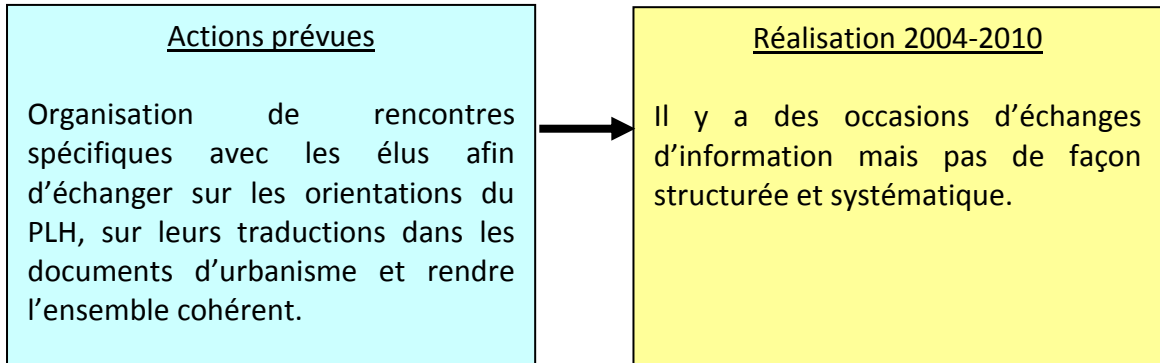 Actions prévues
Organisation de rencontres
spécifiques avec les élus afin
d’échanger sur les orientations du
PLH, sur leurs traductions dans les
documents d’urbanisme et rendre
l’ensemble cohérent.
Réalisation 2004-2010
Il y a des occasions d’échanges
d’information mais pas de façon
structurée et systématique.